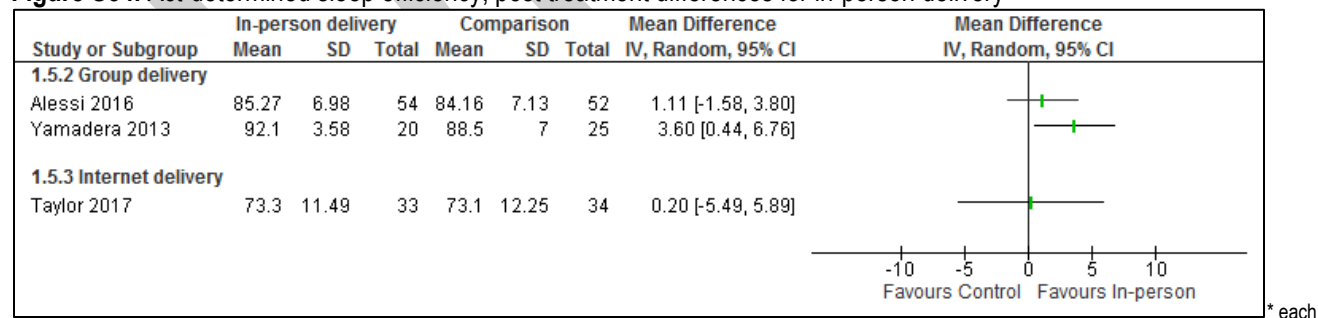 In-person delivery Comparison Mean Difference Mean Difference
Study or Subgroup Mean SD Total Mean SD Total IV, Random, 95% CI IV, Random, 95% CI
1.5.2 Group delivery
Alessi 2016 85.27 6.98 54 84.16 7.13 52 1.11 [-1.58, 3.80]
Yamadera 2013 92.1 3.58 20 88.5 7 25 3.60 [0.44, 6.76]
1.5.3 Internet delivery
Taylor 2017 73.3 11.49 33 73.1 12.25 34 0.20 [-5.49, 5.89]
-10 -5 0 5 10
Favours Control Favours In-person
* each